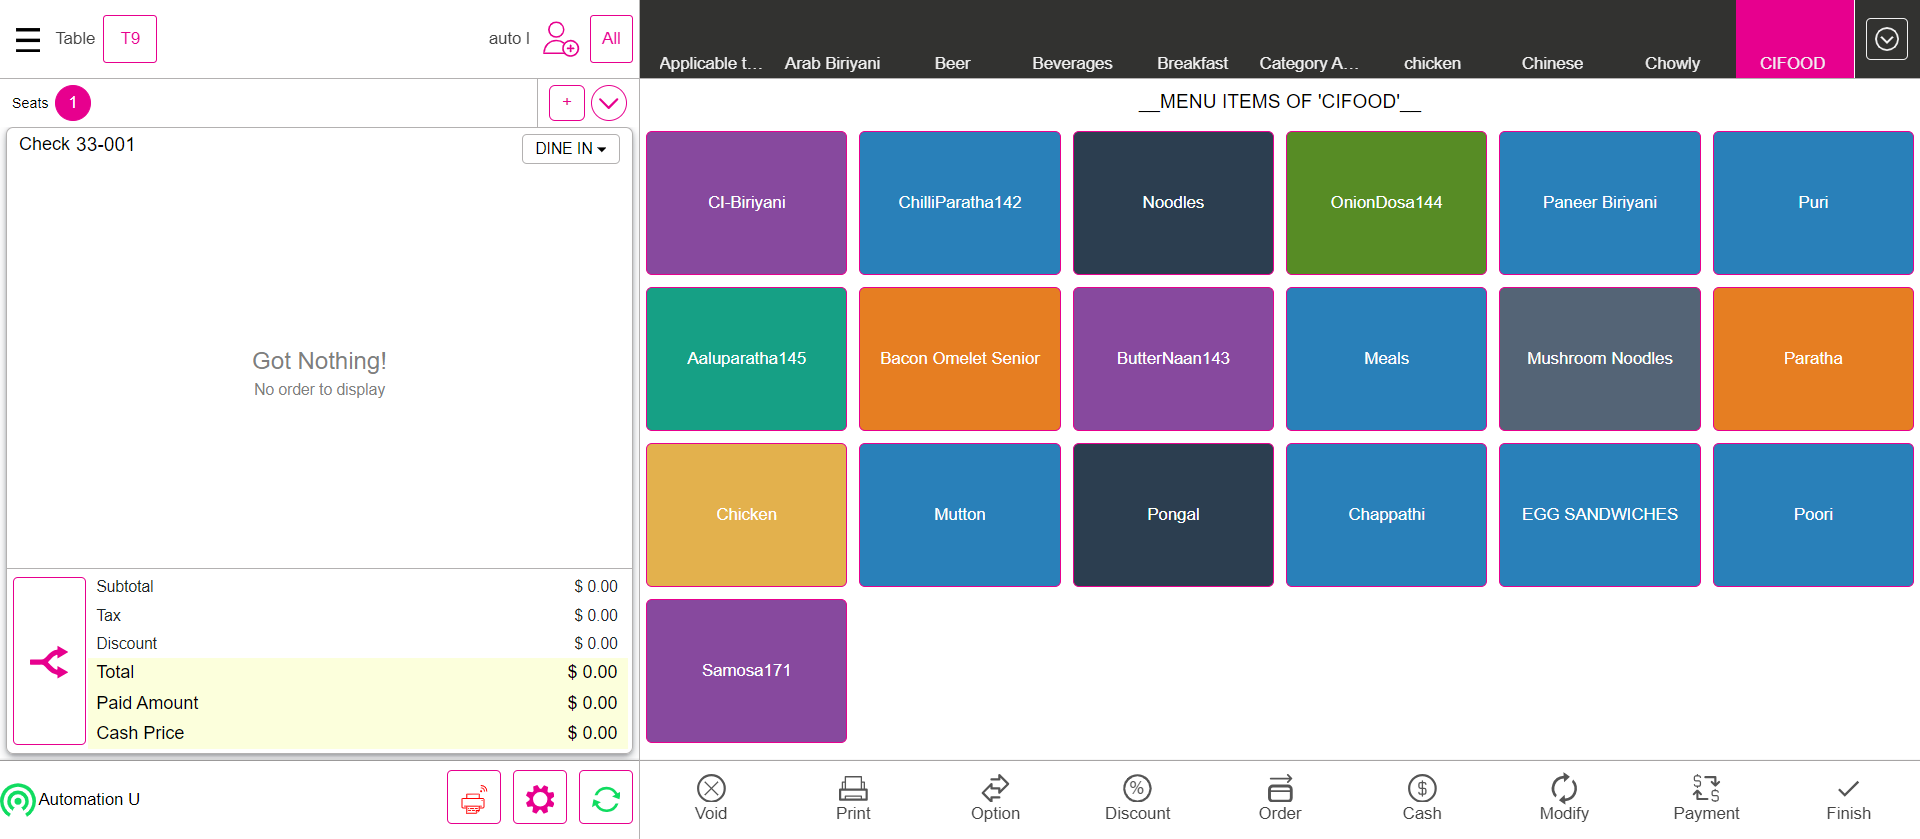 Table T9 auto I All
Applicable t... Arab Biriyani Beer Beverages Breakfast Category A... chicken Chinese Chowly CIFOOD
Seats 1 +
__MENU ITEMS OF 'CIFOOD'__
Check 33-001 DINE IN
CI-Biriyani ChilliParatha142 Noodles OnionDosa144 Paneer Biriyani Puri
Aaluparatha145 Bacon Omelet Senior ButterNaan143 Meals Mushroom Noodles Paratha
Got Nothing!
No order to display
Chicken Mutton Pongal Chappathi EGG SANDWICHES Poori
Samosa171
Subtotal $ 0.00
Tax $ 0.00
Discount $ 0.00
Total $ 0.00
Paid Amount $ 0.00
Cash Price $ 0.00
Automation U
Void Print Option Discount Order Cash Modify Payment Finish